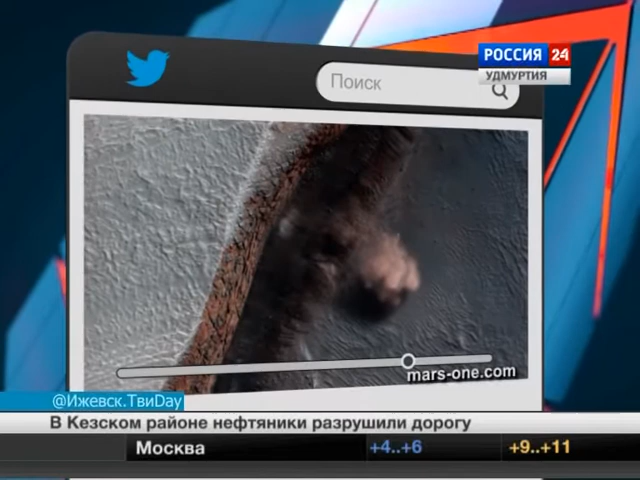 РОССИЯ 24
УДМУРТИЯ
Поиск
mars-one.com
@Ижевск.ТвиDay
В Кезском районе нефтяники разрушили дорогу
Москва +4..+6 +9..+11